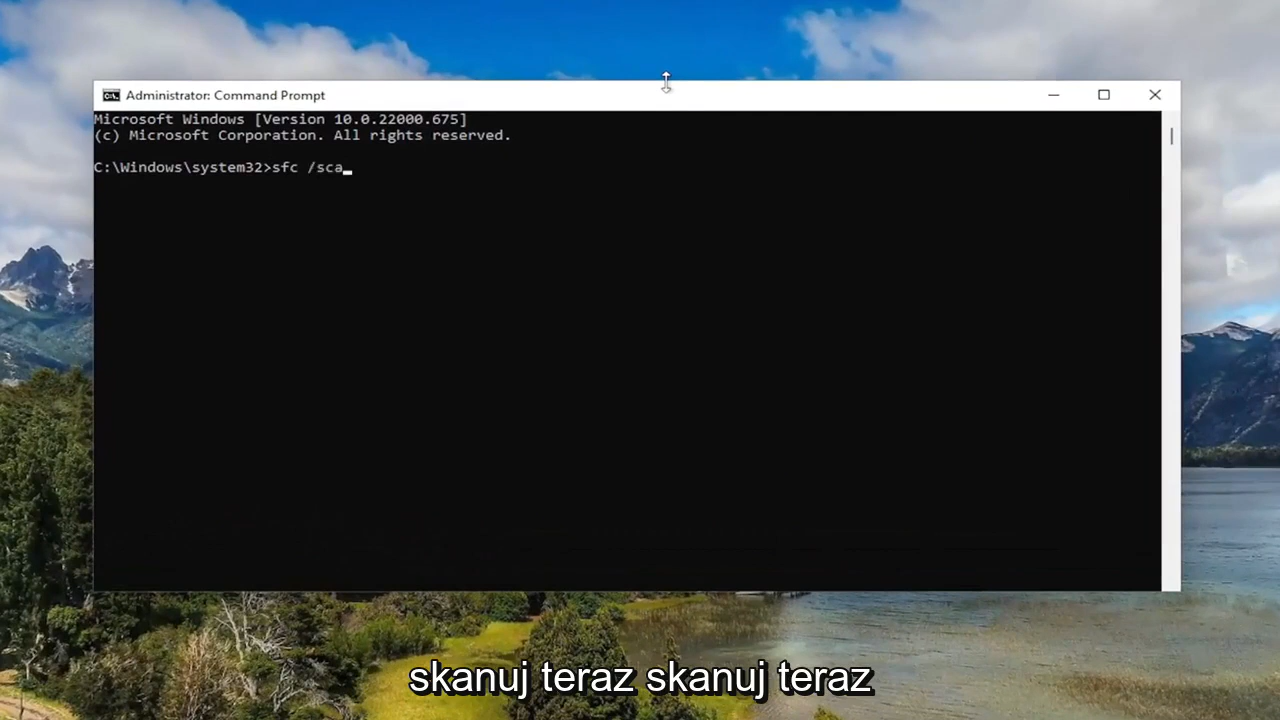 Administrator: Command Prompt
Microsoft Windows [Version 10.0.22000.675]
(c) Microsoft Corporation. All rights reserved.
C:\Windows\system32>sfc /sca
skanuj teraz skanuj teraz